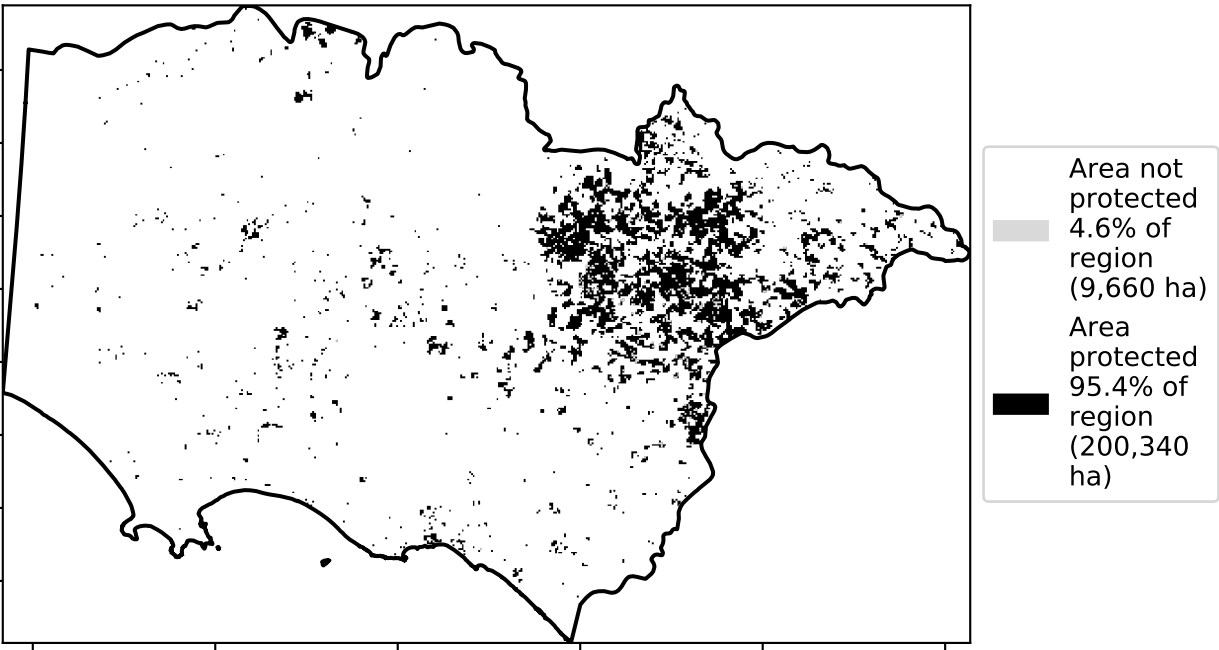 Area not
protected
4.6% of
region
(9,660 ha)
Area
protected
95.4% of
region
(200,340
ha)